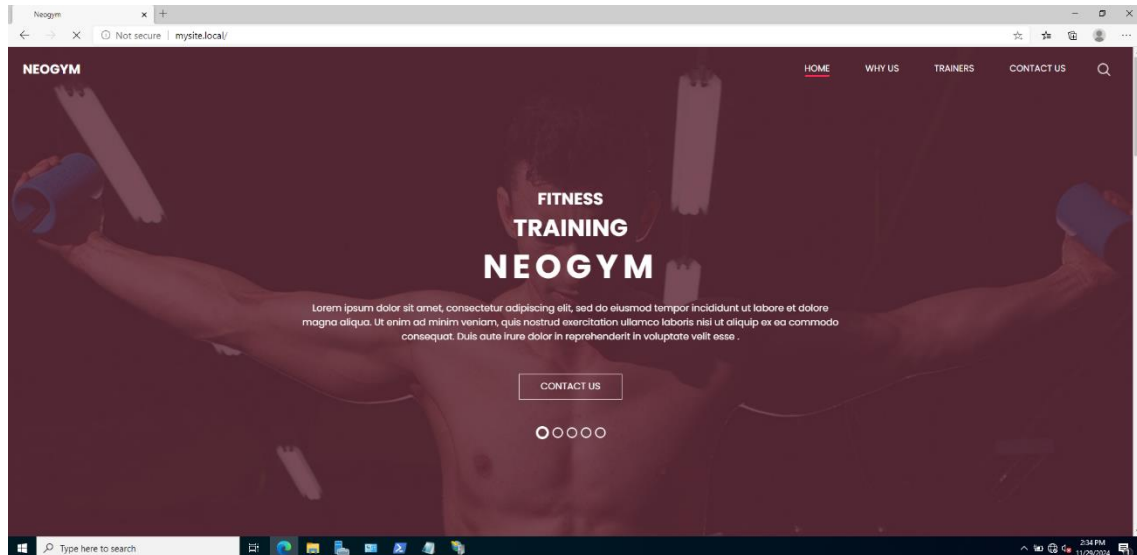 Neogym
Not secure | mysite.local/
NEOGYM
HOME WHY US TRAINERS CONTACT US
FITNESS
TRAINING
NEOGYM
Lorem ipsum dolor sit amet, consectetur adipiscing elit, sed do eiusmod tempor incididunt ut labore et dolore
magna aliqua. Ut enim ad minim veniam, quis nostrud exercitation ullamco laboris nisi ut aliquip ex ea commodo
consequat. Duis aute irure dolor in reprehenderit in voluptate velit esse .
CONTACT US
Type here to search
2:34 PM
11/29/2024